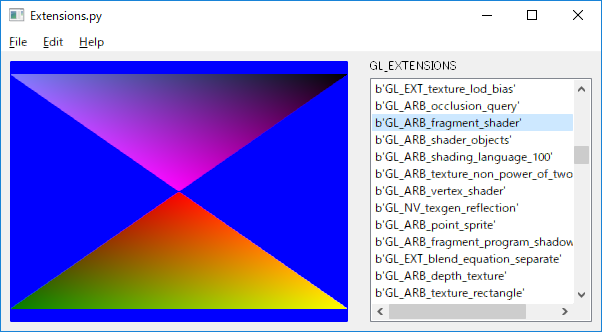 Extensions.py
File Edit Help
GL_EXTENSIONS
b'GL_EXT_texture_lod_bias'
b'GL_ARB_occlusion_query'
b'GL_ARB_fragment_shader'
b'GL_ARB_shader_objects'
b'GL_ARB_shading_language_100'
b'GL_ARB_texture_non_power_of_two
b'GL_ARB_vertex_shader'
b'GL_NV_texgen_reflection'
b'GL_ARB_point_sprite'
b'GL_ARB_fragment_program_shadow
b'GL_EXT_blend_equation_separate'
b'GL_ARB_depth_texture'
b'GL_ARB_texture_rectangle'